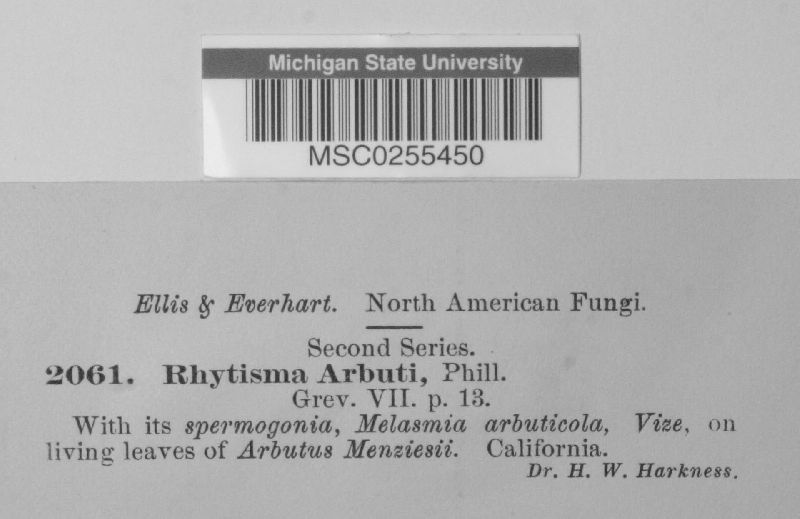 Michigan State University
MSC0255450
Ellis & Everhart. North American Fungi.
Second Series.
2061. Rhytisma Arbuti, Phill.
Grev. VII. p. 13.
With its spermogonia, Melasmia arbuticola, Vize, on
living leaves of Arbutus Menziesii. California.
Dr. H. W. Harkness.